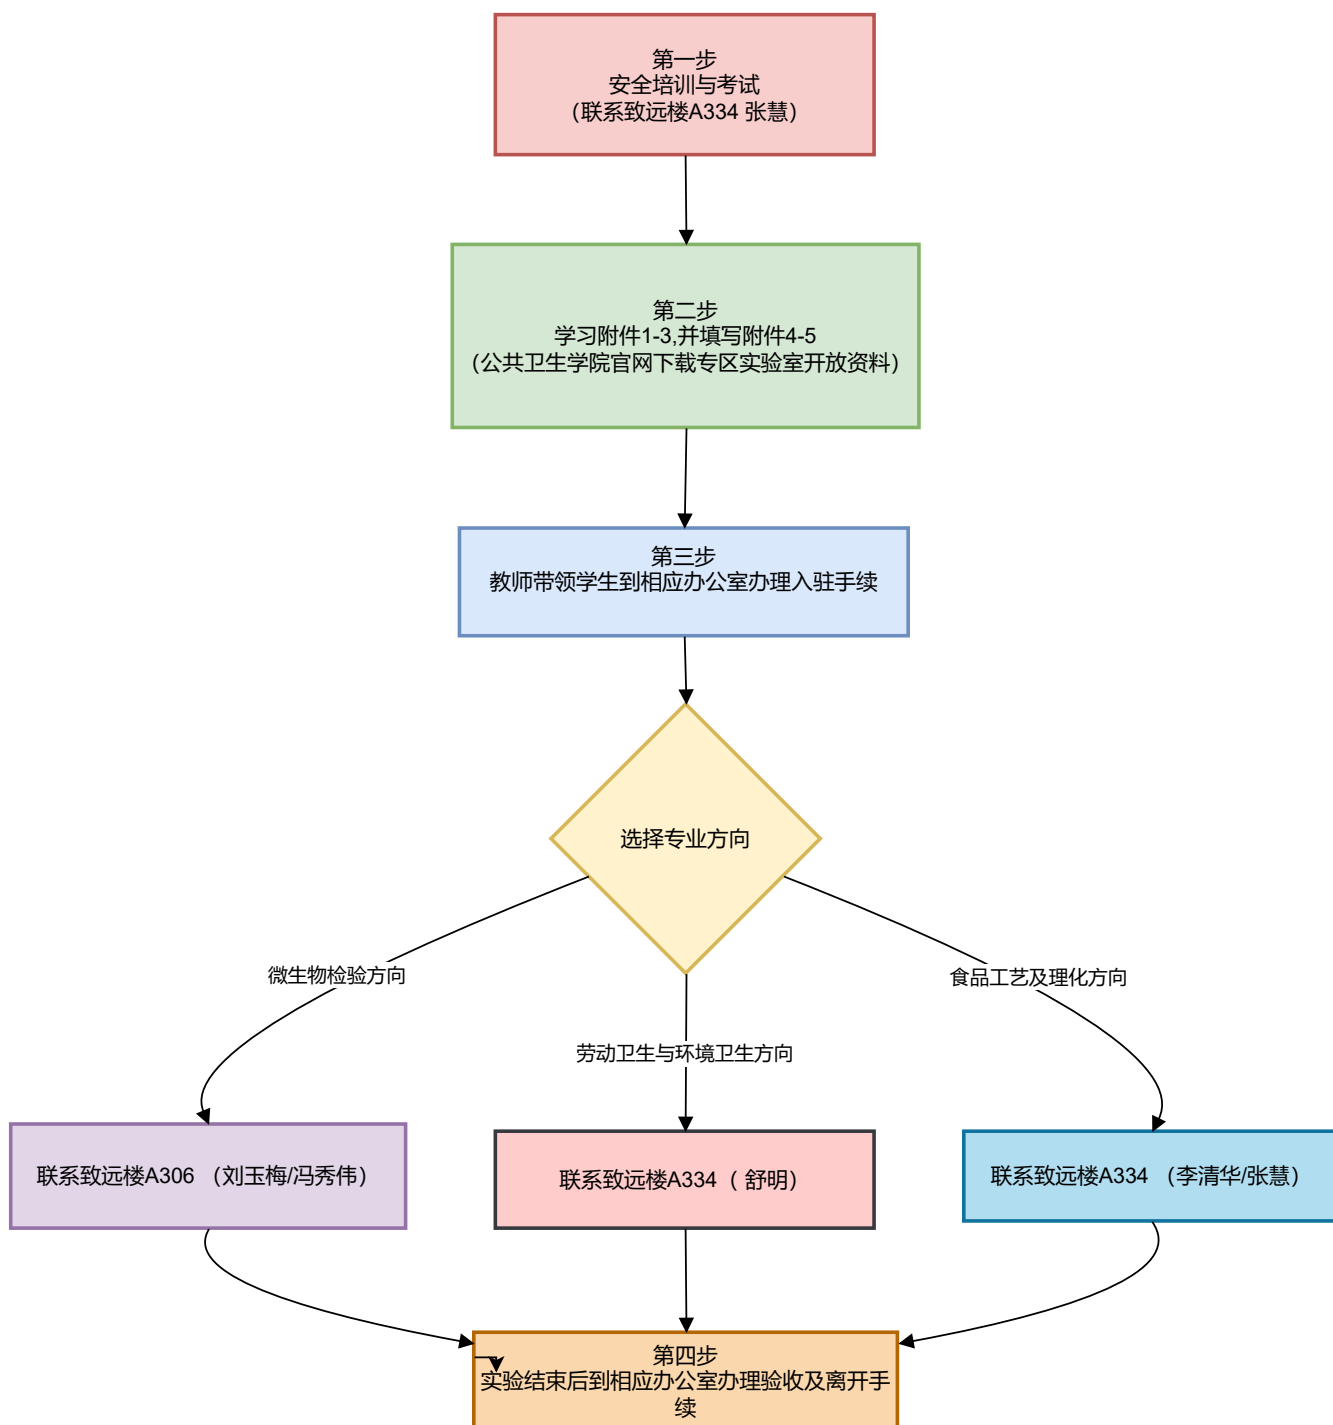 第一步
安全培训与考试
（联系致远楼A334 张慧）
第二步
学习附件1-3,并填写附件4-5
（公共卫生学院官网下载专区实验室开放资料）
第三步
教师带领学生到相应办公室办理入驻手续
选择专业方向
微生物检验方向
食品工艺及理化方向
劳动卫生与环境卫生方向
联系致远楼A306 （刘玉梅/冯秀伟）
联系致远楼A334（ 舒明）
联系致远楼A334 （李清华/张慧）
第四步
实验结束后到相应办公室办理验收及离开手
续